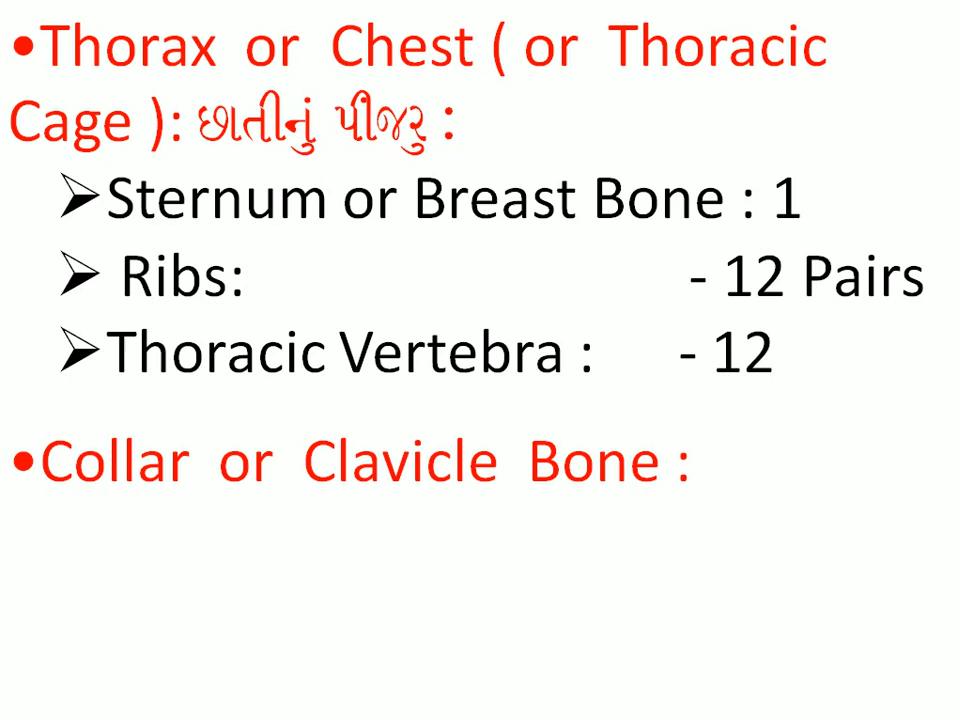 •Thorax or Chest ( or Thoracic
Cage ): છાતીનું પીંજરુ :
➢Sternum or Breast Bone : 1
➢ Ribs: - 12 Pairs
➢Thoracic Vertebra : - 12
•Collar or Clavicle Bone :